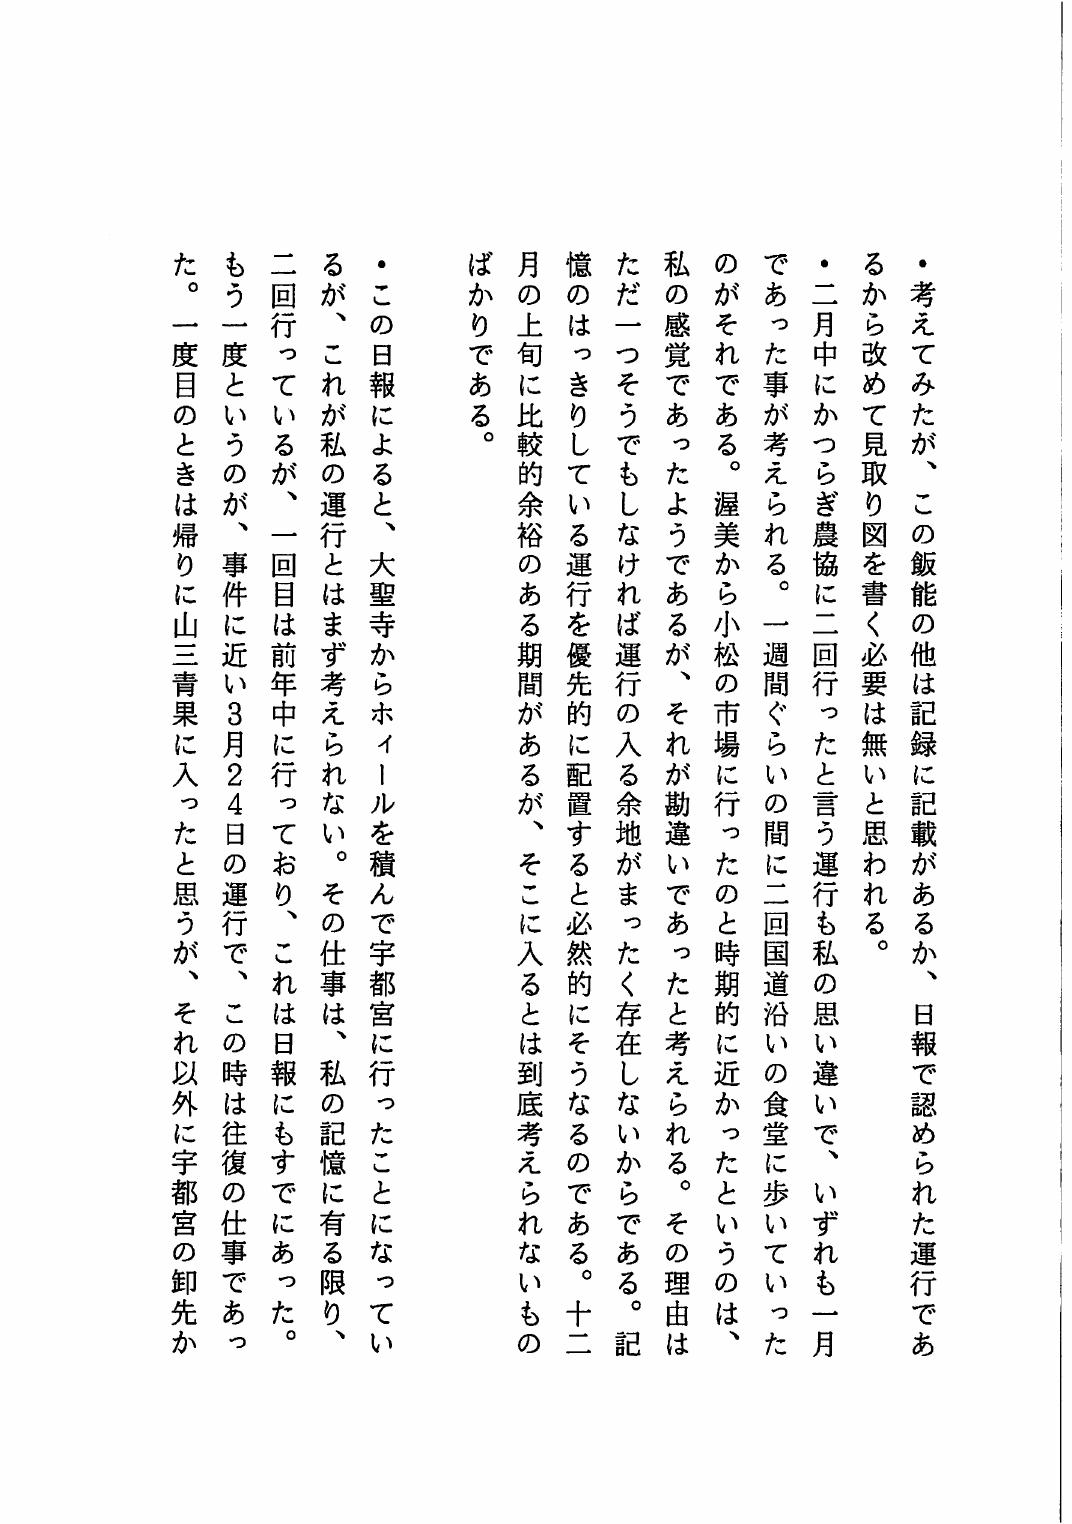 ・考えてみたが、この飯能の他は記録に記載があるか、日報で認められた運行であ
るから改めて見取り図を書く必要は無いと思われる。
・二月中にかつらぎ農協に二回行ったと言う運行も私の思い違いで、いずれも一月
であった事が考えられる。一週間ぐらいの間に二回国道沿いの食堂に歩いていった
のがそれである。渥美から小松の市場に行ったのと時期的に近かったというのは、
私の感覚であったようであるが、それが勘違いであったと考えられる。その理由は
ただ一つそうでもしなければ運行の入る余地がまったく存在しないからである。記
憶のはっきりしている運行を優先的に配置すると必然的にそうなるのである。十二
月の上旬に比較的余裕のある期間があるが、そこに入るとは到底考えられないもの
ばかりである。
・この日報によると、大聖寺からホィールを積んで宇都宮に行ったことになってい
るが、これが私の運行とはまず考えられない。その仕事は、私の記憶に有る限り、
二回行っているが、一回目は前年中に行っており、これは日報にもすでにあった。
もう一度というのが、事件に近い３月２４日の運行で、この時は往復の仕事であっ
た。一度目のときは帰りに山三青果に入ったと思うが、それ以外に宇都宮の卸先か